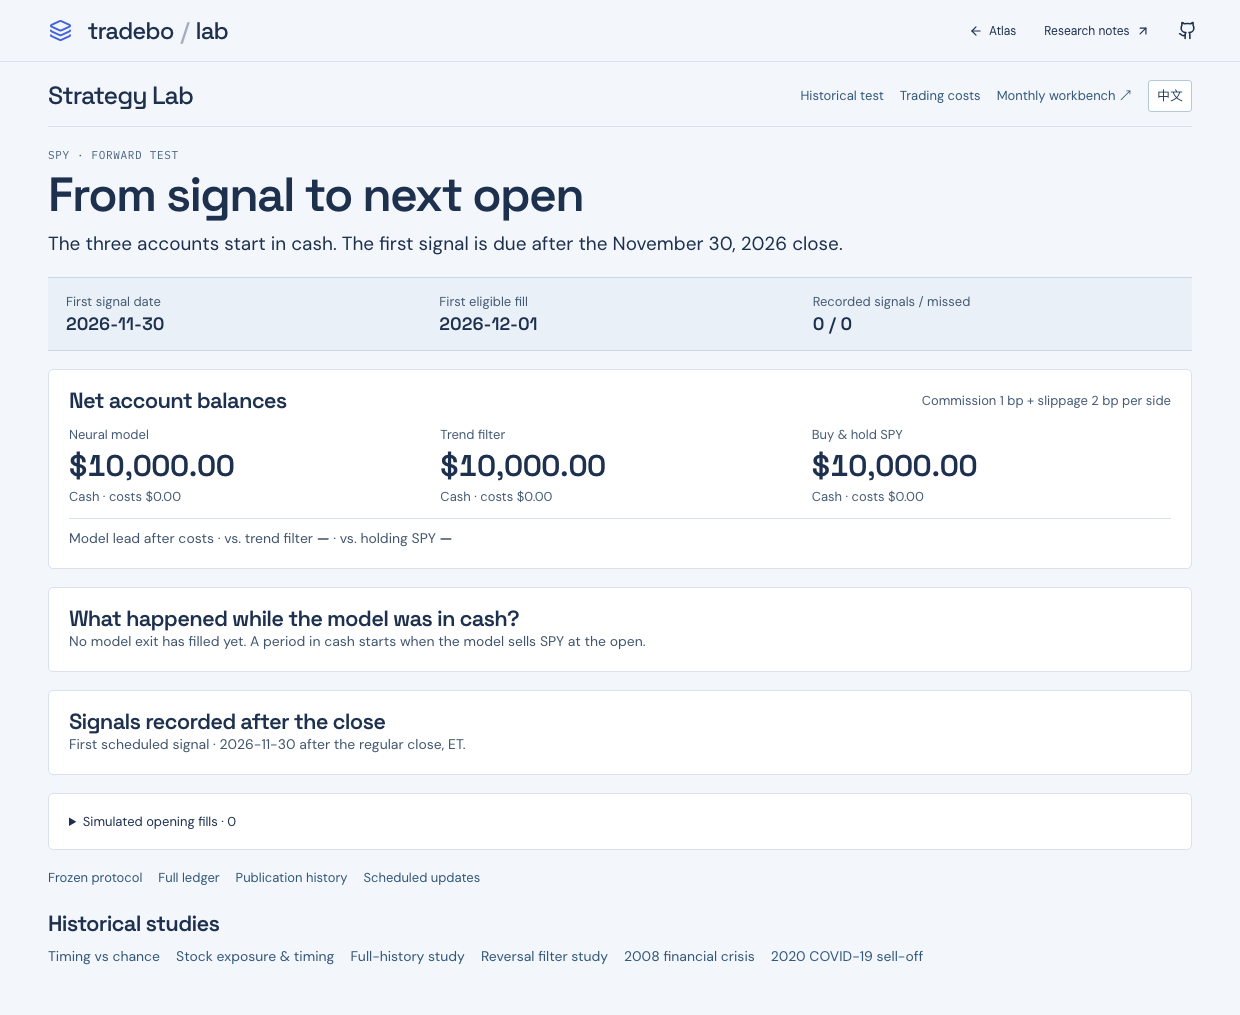 tradebo / lab
← Atlas
Research notes ↗
Strategy Lab
Historical test
Trading costs
Monthly workbench ↗
中文
SPY · FORWARD TEST
From signal to next open
The three accounts start in cash. The first signal is due after the November 30, 2026 close.
First signal date
2026-11-30
First eligible fill
2026-12-01
Recorded signals / missed
0 / 0
Net account balances
Commission 1 bp + slippage 2 bp per side
Neural model
$10,000.00
Cash · costs $0.00
Trend filter
$10,000.00
Cash · costs $0.00
Buy & hold SPY
$10,000.00
Cash · costs $0.00
Model lead after costs · vs. trend filter — · vs. holding SPY —
What happened while the model was in cash?
No model exit has filled yet. A period in cash starts when the model sells SPY at the open.
Signals recorded after the close
First scheduled signal · 2026-11-30 after the regular close, ET.
▶ Simulated opening fills · 0
Frozen protocol
Full ledger
Publication history
Scheduled updates
Historical studies
Timing vs chance
Stock exposure & timing
Full-history study
Reversal filter study
2008 financial crisis
2020 COVID-19 sell-off